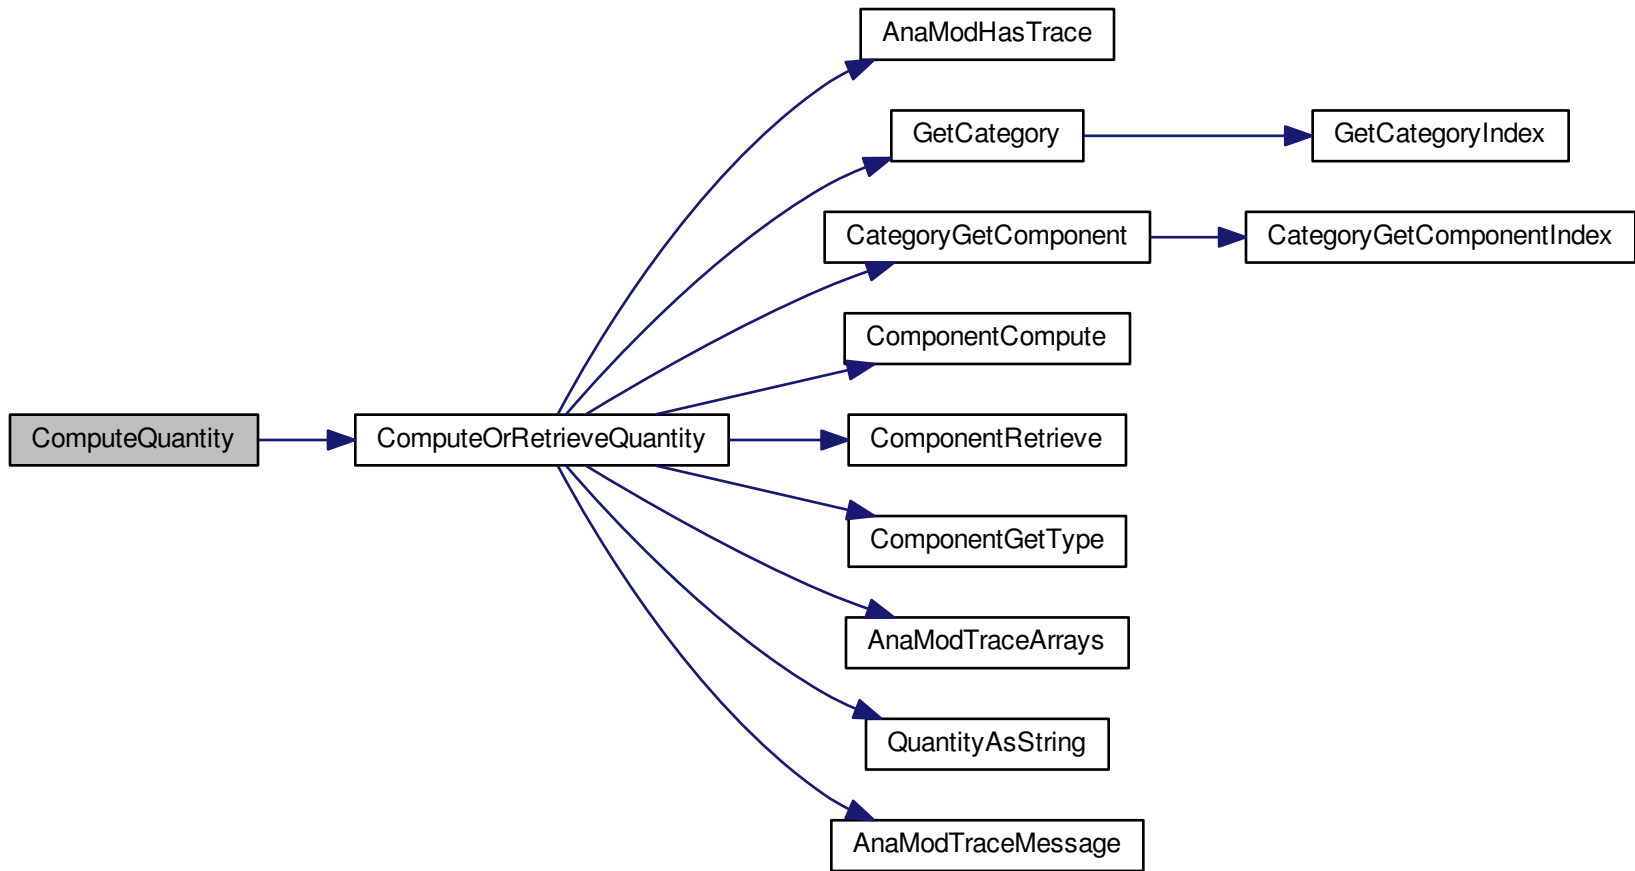 AnaModHasTrace
GetCategory
GetCategoryIndex
CategoryGetComponent
CategoryGetComponentIndex
ComponentCompute
ComputeQuantity
ComputeOrRetrieveQuantity
ComponentRetrieve
ComponentGetType
AnaModTraceArrays
QuantityAsString
AnaModTraceMessage